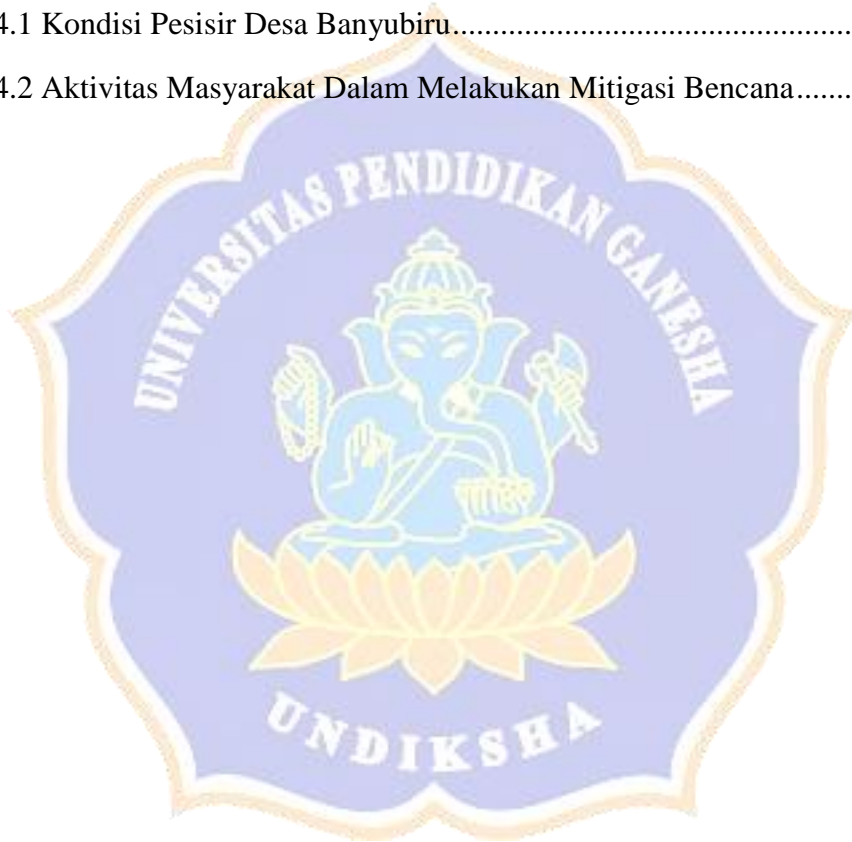 4.1 Kondisi Pesisir Desa Banyubiru..................................................
4.2 Aktivitas Masyarakat Dalam Melakukan Mitigasi Bencana.......
UNIVERSITAS PENDIDIKAN GANESHA
UNDIKSHA